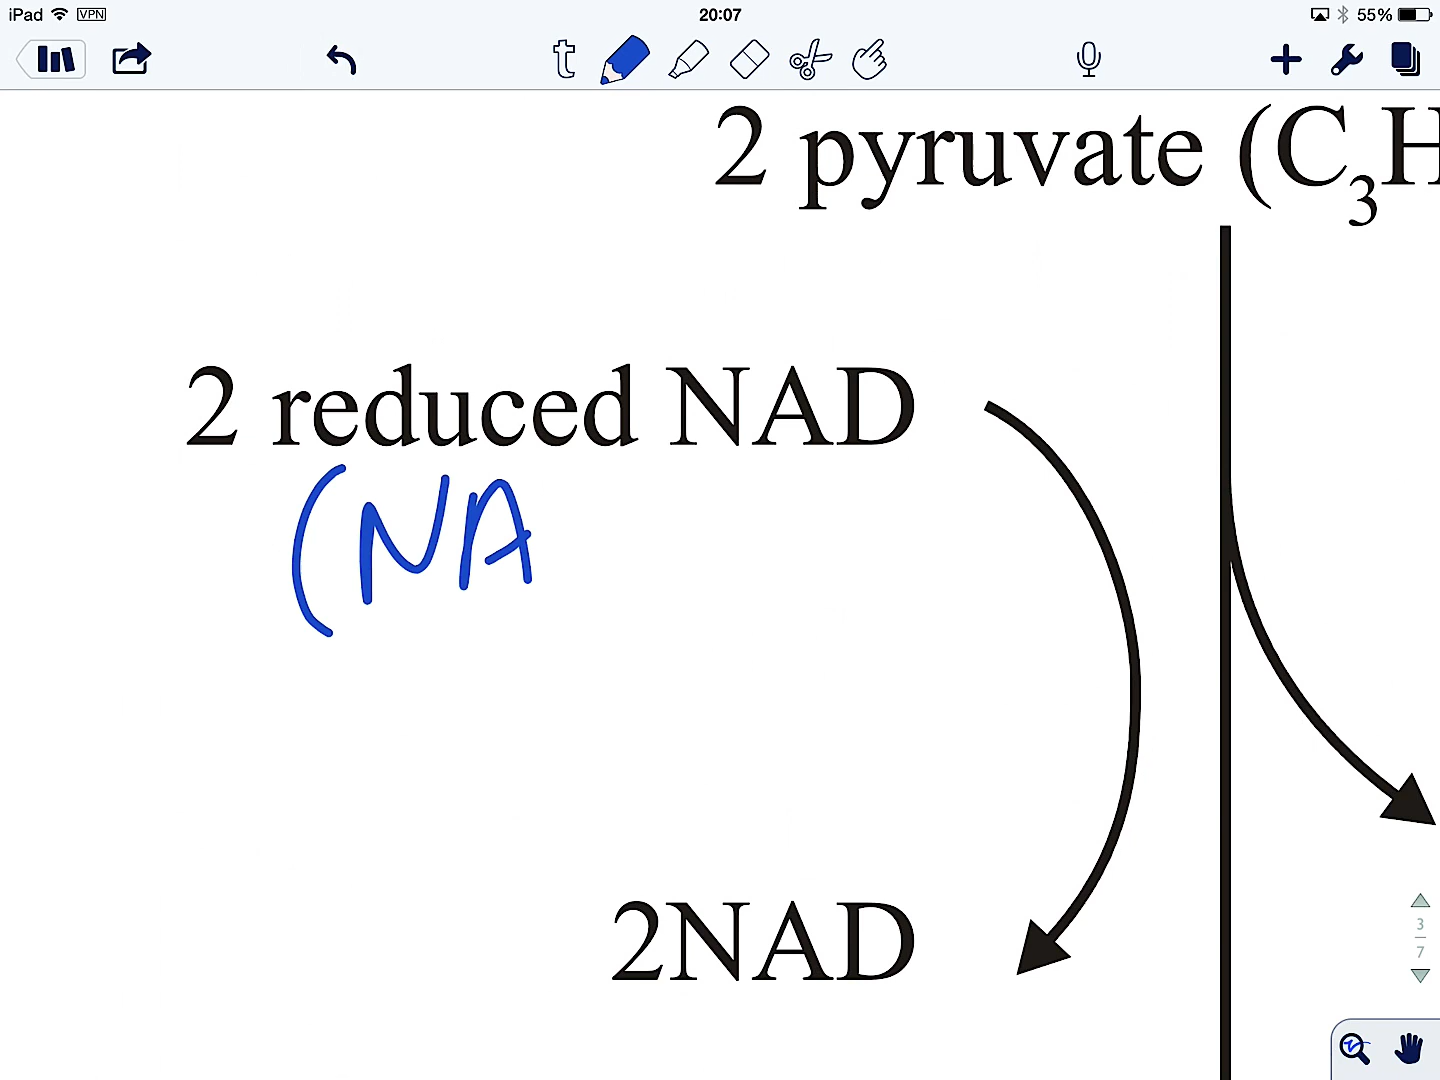 iPad VPN 20:07 55%
t
2 pyruvate (C3H
2 reduced NAD
(NA
2NAD
3
7